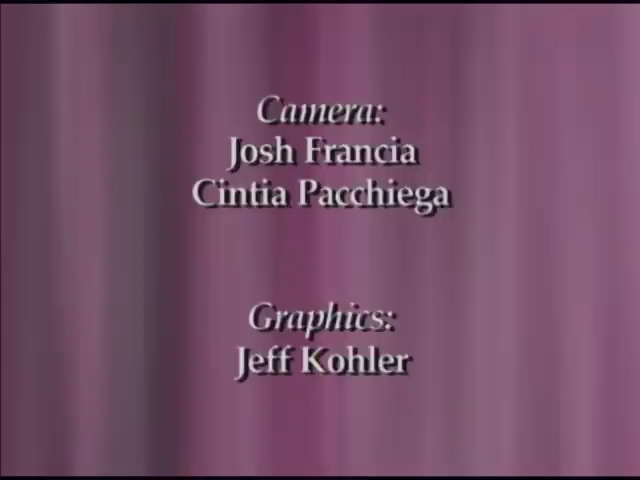 Camera:
Josh Francia
Cintia Pacchiega
Graphics:
Jeff Kohler